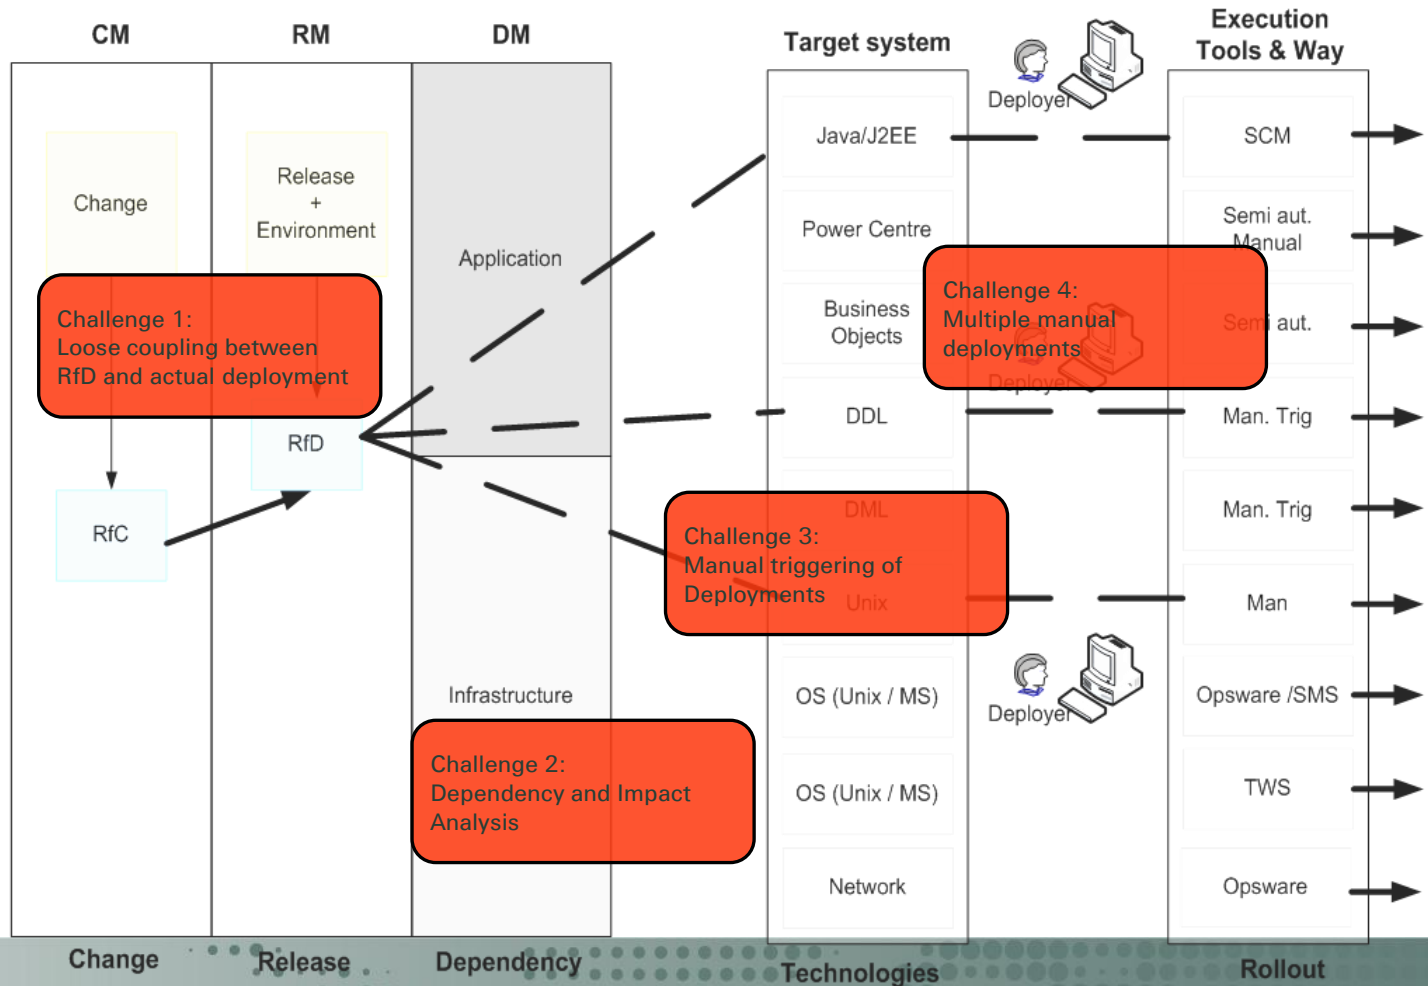 CM
RM
DM
Target system
Execution
Tools & Way
Deployer
Change
Release
+
Environment
Application
Infrastructure
RfD
RfC
Challenge 1:
Loose coupling between
RfD and actual deployment
Challenge 2:
Dependency and Impact
Analysis
Challenge 3:
Manual triggering of
Deployments
Challenge 4:
Multiple manual
deployments
Java/J2EE
Power Centre
Business
Objects
DDL
DML
Unix
OS (Unix / MS)
OS (Unix / MS)
Network
Deployer
Deployer
SCM
Semi aut.
Manual
Semi aut.
Man. Trig
Man. Trig
Man
Opsware /SMS
TWS
Opsware
Change
Release
Dependency
Technologies
Rollout